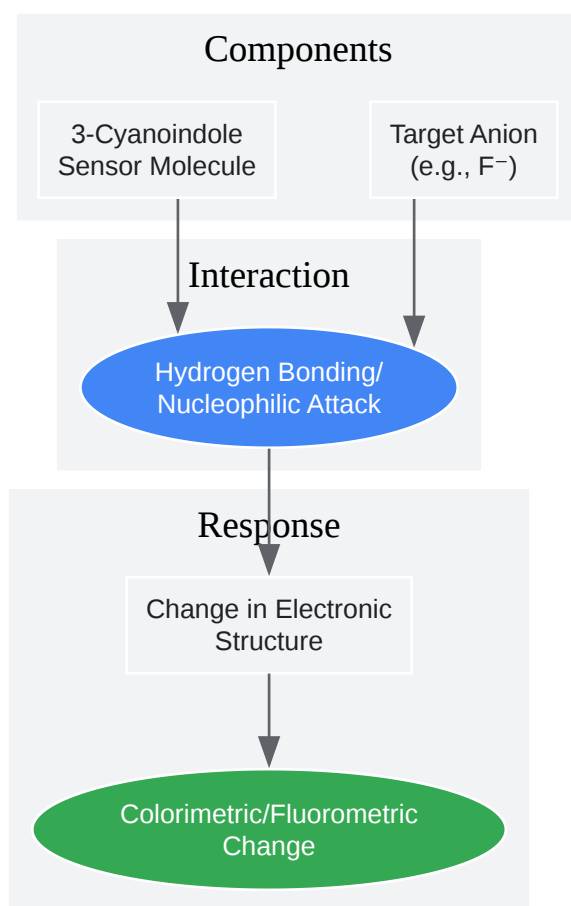 Components
3-Cyanoindole
Sensor Molecule
Target Anion
(e.g., F⁻)
Interaction
Hydrogen Bonding/
Nucleophilic Attack
Response
Change in Electronic
Structure
Colorimetric/Fluorometric
Change